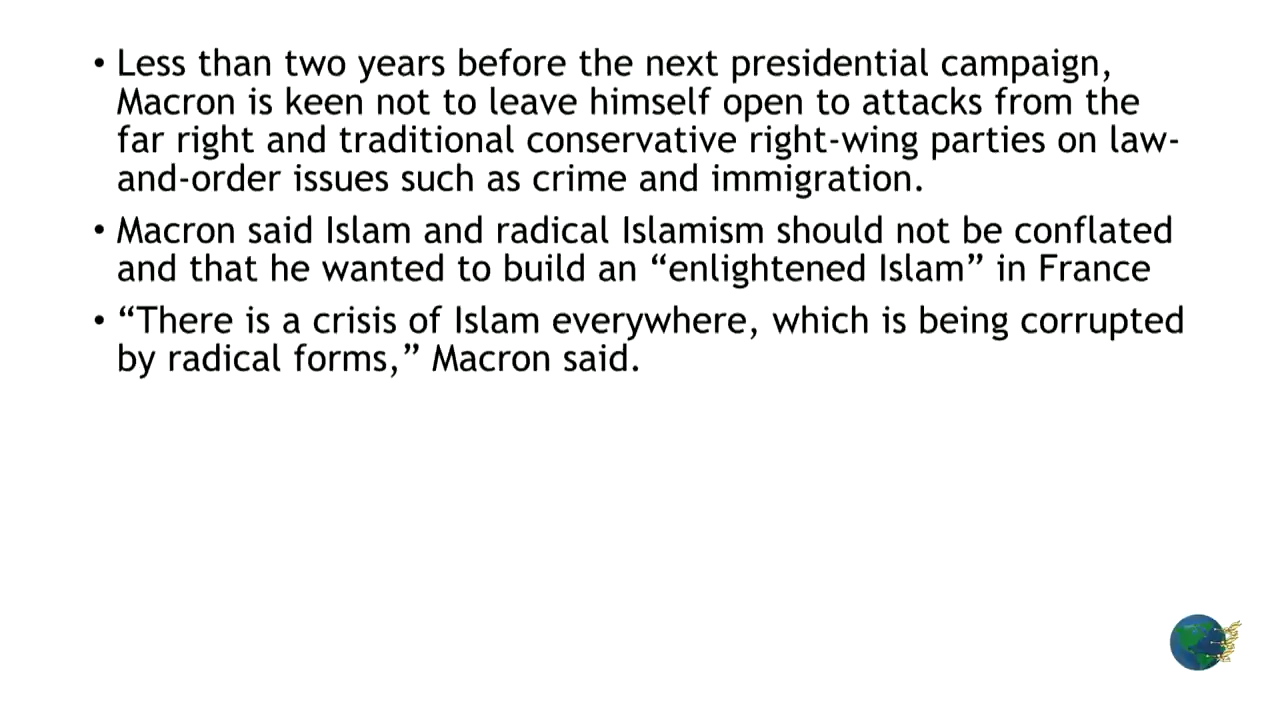 • Less than two years before the next presidential campaign,
Macron is keen not to leave himself open to attacks from the
far right and traditional conservative right-wing parties on law-
and-order issues such as crime and immigration.
• Macron said Islam and radical Islamism should not be conflated
and that he wanted to build an “enlightened Islam” in France
• “There is a crisis of Islam everywhere, which is being corrupted
by radical forms,” Macron said.